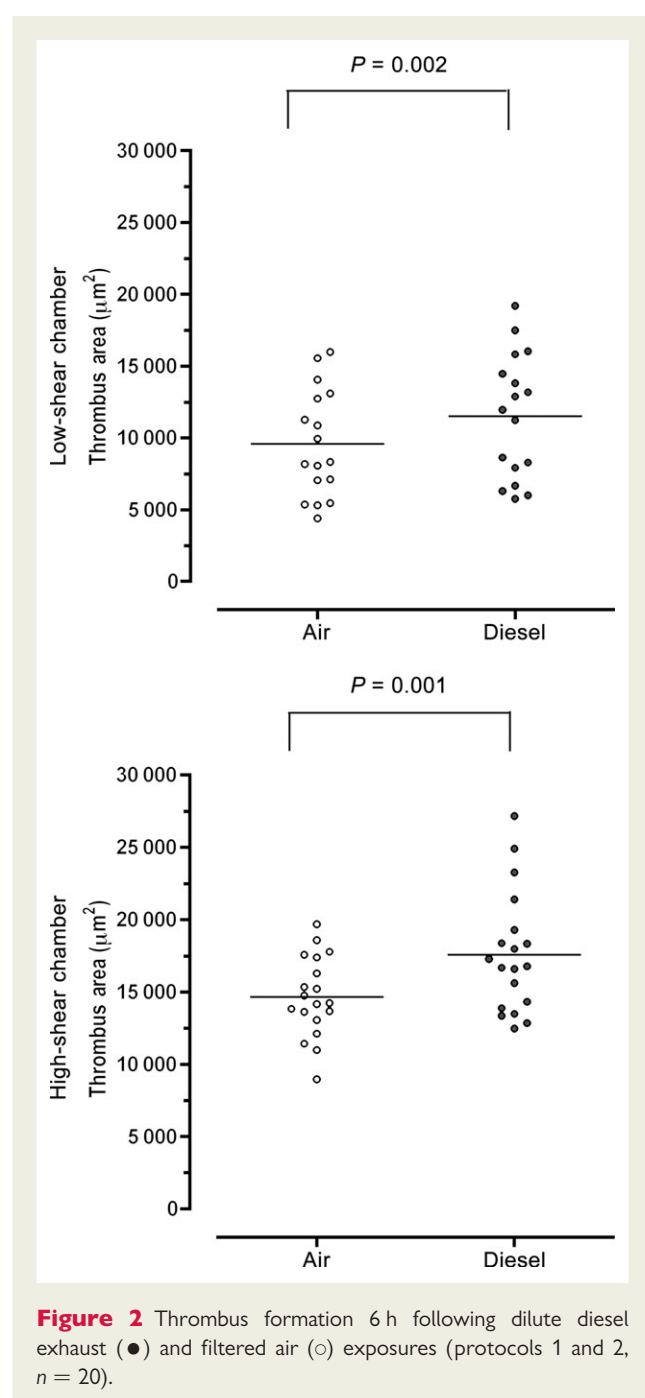 P = 0.002
Low-shear chamber
Thrombus area (μm²)
30 000
25 000
20 000
15 000
10 000
5 000
0
Air Diesel
P = 0.001
High-shear chamber
Thrombus area (μm²)
30 000
25 000
20 000
15 000
10 000
5 000
0
Air Diesel
Figure 2 Thrombus formation 6 h following dilute diesel
exhaust (●) and filtered air (○) exposures (protocols 1 and 2,
n = 20).